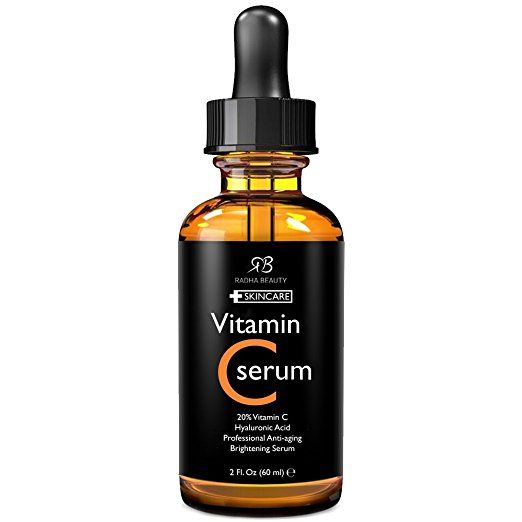 RB
RADHA BEAUTY
SKINCARE
Vitamin
C serum
20% Vitamin C
Hyaluronic Acid
Professional Anti-aging
Brightening Serum
2 Fl. Oz (60 ml) ℮